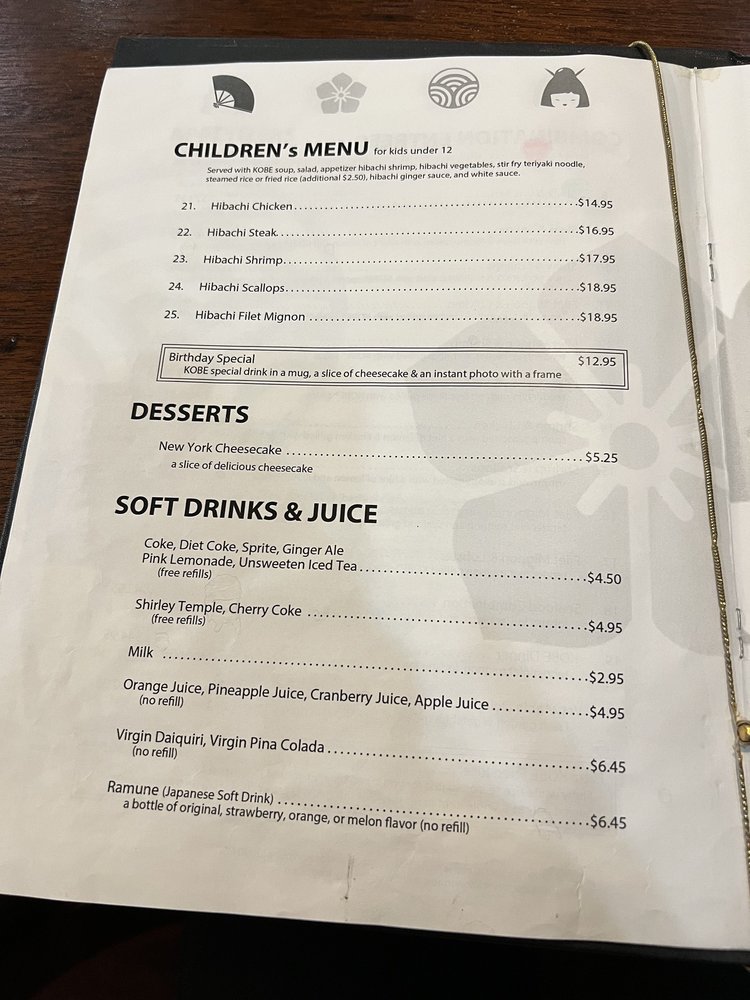 CHILDREN's MENU for kids under 12
Served with KOBE soup, salad, appetizer hibachi shrimp, hibachi vegetables, stir fry teriyaki noodle,
steamed rice or fried rice (additional $2.50), hibachi ginger sauce, and white sauce.
21. Hibachi Chicken ........ $14.95
22. Hibachi Steak ........ $16.95
23. Hibachi Shrimp ........ $17.95
24. Hibachi Scallops ........ $18.95
25. Hibachi Filet Mignon ........ $18.95
Birthday Special $12.95
KOBE special drink in a mug, a slice of cheesecake & an instant photo with a frame
DESSERTS
New York Cheesecake ........ $5.25
a slice of delicious cheesecake
SOFT DRINKS & JUICE
Coke, Diet Coke, Sprite, Ginger Ale
Pink Lemonade, Unsweeten Iced Tea ........ $4.50
(free refills)
Shirley Temple, Cherry Coke ........ $4.95
(free refills)
Milk ........ $2.95
Orange Juice, Pineapple Juice, Cranberry Juice, Apple Juice ........ $4.95
(no refill)
Virgin Daiquiri, Virgin Pina Colada ........ $6.45
(no refill)
Ramune (Japanese Soft Drink) ........ $6.45
a bottle of original, strawberry, orange, or melon flavor (no refill)